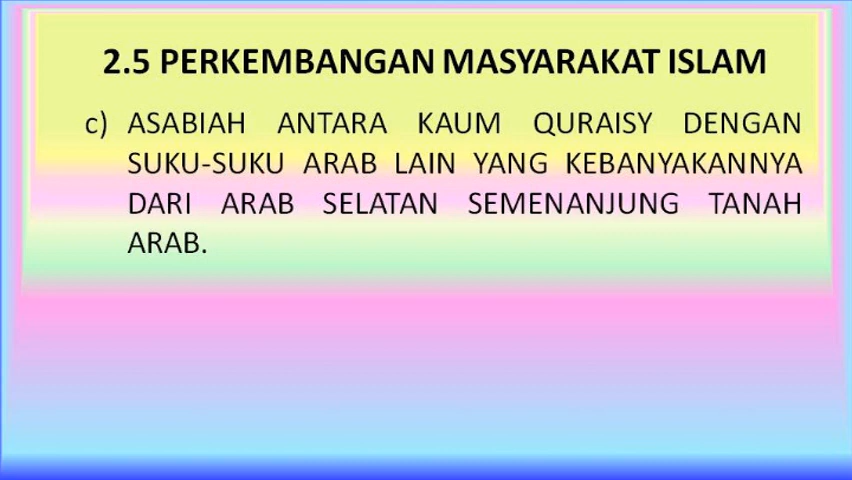 2.5 PERKEMBANGAN MASYARAKAT ISLAM
c) ASABIAH ANTARA KAUM QURAISY DENGAN
SUKU-SUKU ARAB LAIN YANG KEBANYAKANNYA
DARI ARAB SELATAN SEMENANJUNG TANAH
ARAB.